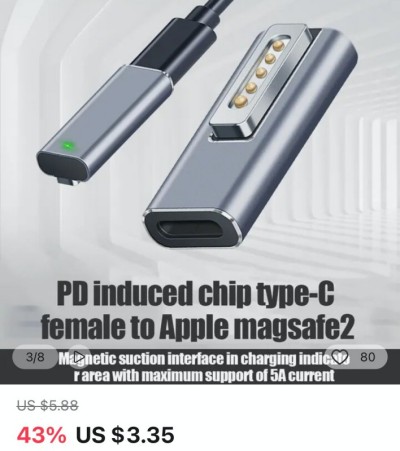 PD induced chip type-C
female to Apple magsafe2
3/8
Magnetic suction interface in charging indic
80
r area with maximum support of 5A current
US $5.88
43% US $3.35